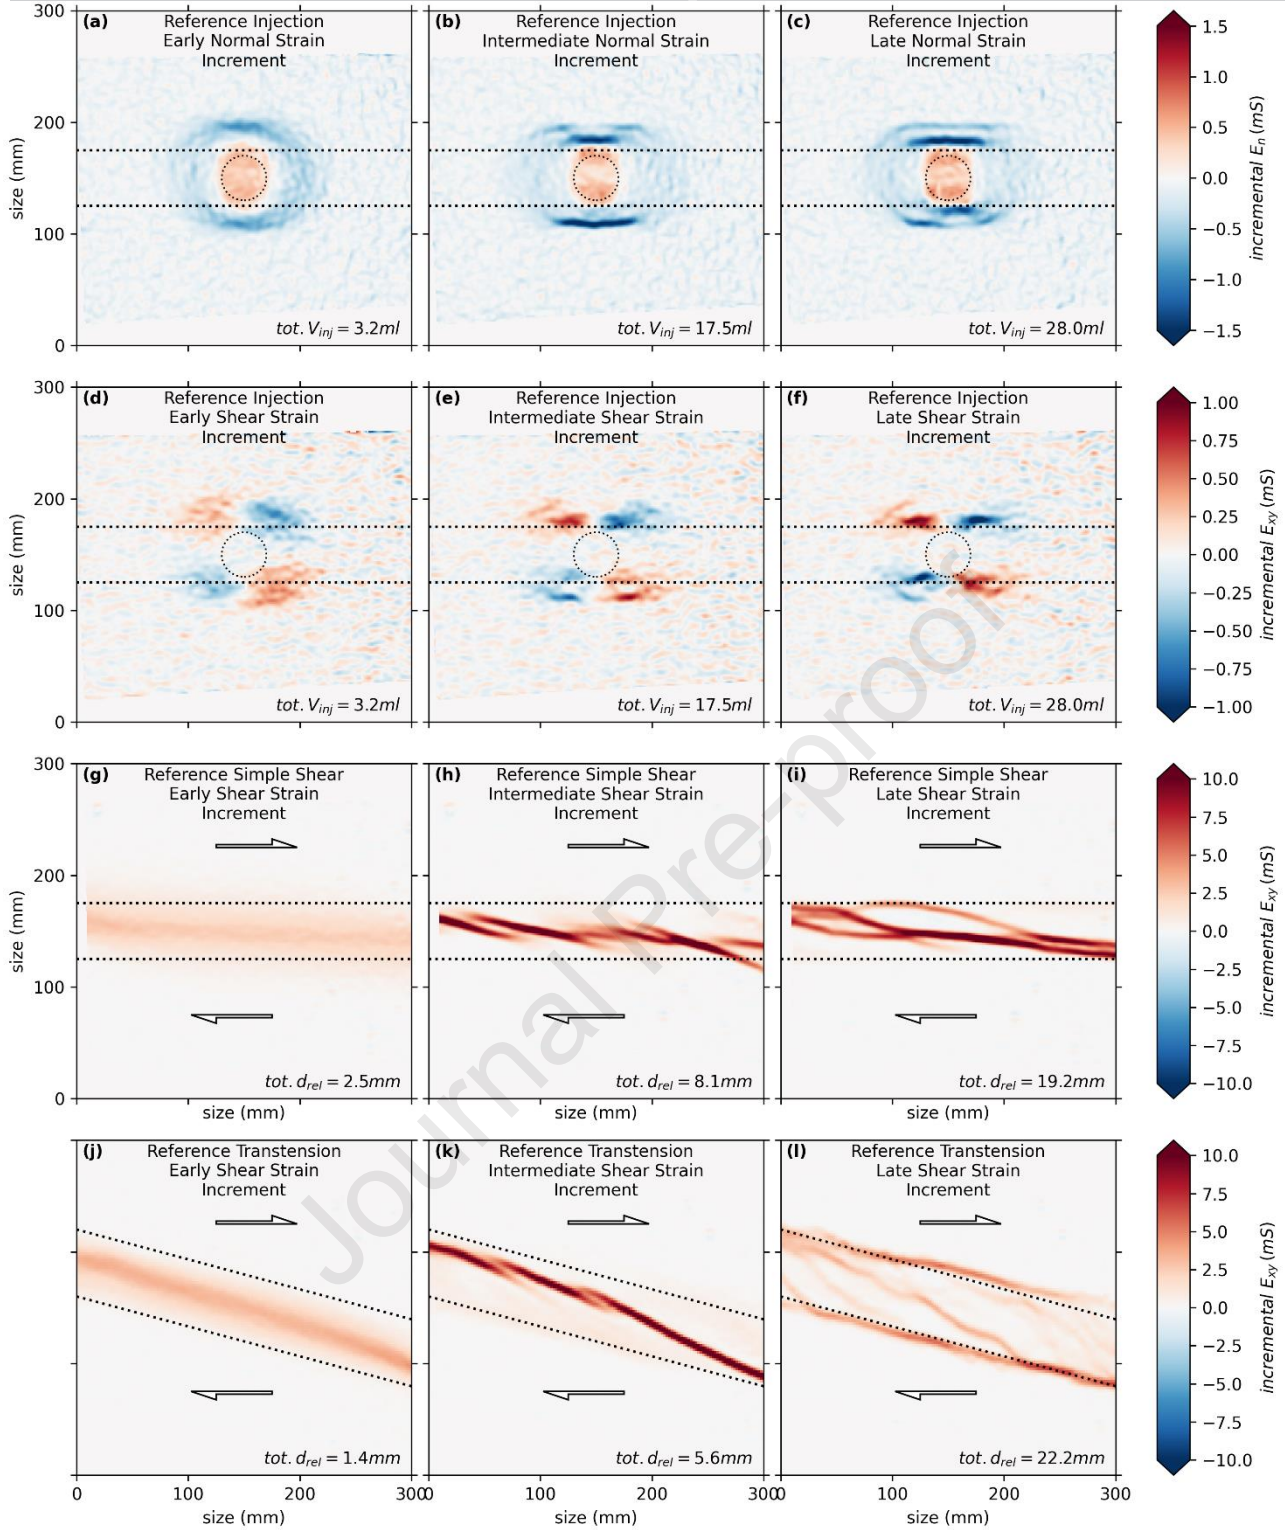 (a) Reference Injection
Early Normal Strain
Increment
(b) Reference Injection
Intermediate Normal Strain
Increment
(c) Reference Injection
Late Normal Strain
Increment
300
200
100
0
size (mm)
tot. V_inj = 3.2ml
tot. V_inj = 17.5ml
tot. V_inj = 28.0ml
1.5
1.0
0.5
0.0
−0.5
−1.0
−1.5
incremental E_n (mS)
(d) Reference Injection
Early Shear Strain
Increment
(e) Reference Injection
Intermediate Shear Strain
Increment
(f) Reference Injection
Late Shear Strain
Increment
300
200
100
0
size (mm)
tot. V_inj = 3.2ml
tot. V_inj = 17.5ml
tot. V_inj = 28.0ml
1.00
0.75
0.50
0.25
0.00
−0.25
−0.50
−0.75
−1.00
incremental E_xy (mS)
(g) Reference Simple Shear
Early Shear Strain
Increment
(h) Reference Simple Shear
Intermediate Shear Strain
Increment
(i) Reference Simple Shear
Late Shear Strain
Increment
300
200
100
0
size (mm)
tot. d_rel = 2.5mm
tot. d_rel = 8.1mm
tot. d_rel = 19.2mm
size (mm)
size (mm)
size (mm)
10.0
7.5
5.0
2.5
0.0
−2.5
−5.0
−7.5
−10.0
incremental E_xy (mS)
(j) Reference Transtension
Early Shear Strain
Increment
(k) Reference Transtension
Intermediate Shear Strain
Increment
(l) Reference Transtension
Late Shear Strain
Increment
tot. d_rel = 1.4mm
tot. d_rel = 5.6mm
tot. d_rel = 22.2mm
0 100 200 300
0 100 200 300
0 100 200 300
size (mm)
size (mm)
size (mm)
10.0
7.5
5.0
2.5
0.0
−2.5
−5.0
−7.5
−10.0
incremental E_xy (mS)
Journal Pre-proof